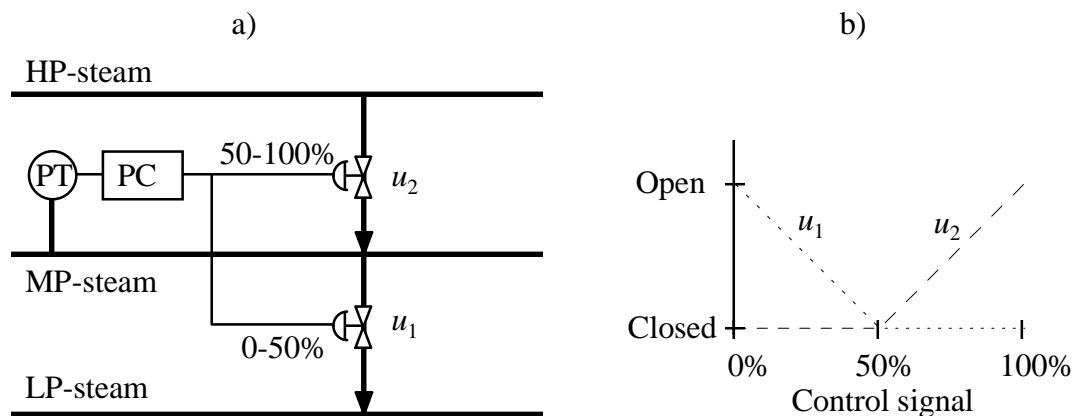 a)
HP-steam
50-100%
PT
PC
u2
MP-steam
u1
0-50%
LP-steam
b)
Open
u1
u2
Closed
0%
50%
100%
Control signal